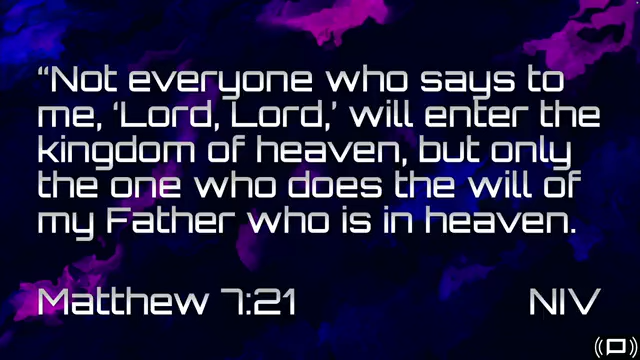 “Not everyone who says to
me, ‘Lord, Lord,’ will enter the
kingdom of heaven, but only
the one who does the will of
my Father who is in heaven.
Matthew 7:21 NIV